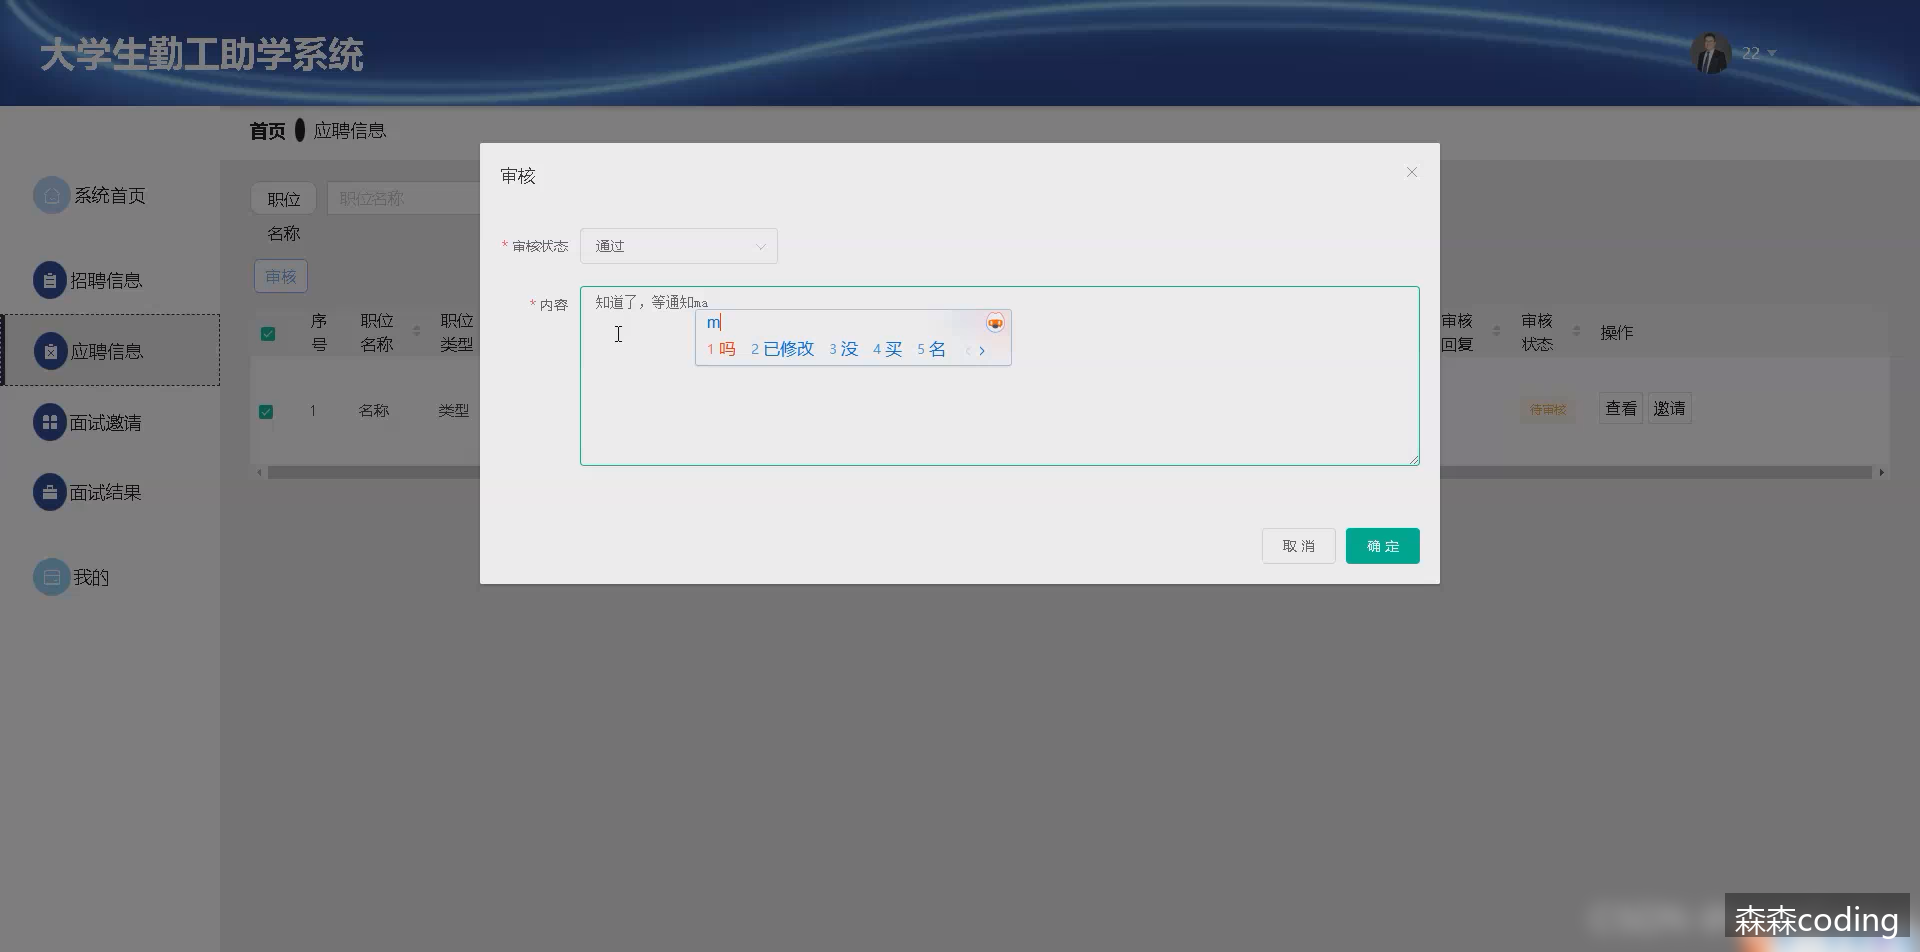 大学生勤工助学系统
22
首页 应聘信息
系统首页
招聘信息
应聘信息
面试邀请
面试结果
我的
职位
名称
职位名称
审核
序号 职位名称 职位类型 审核回复 审核状态 操作
1 名称 类型 待审核 查看 邀请
审核
* 审核状态 通过
* 内容 知道了，等通知ma
m
1 吗 2 已修改 3 没 4 买 5 名
取消 确定
森森coding